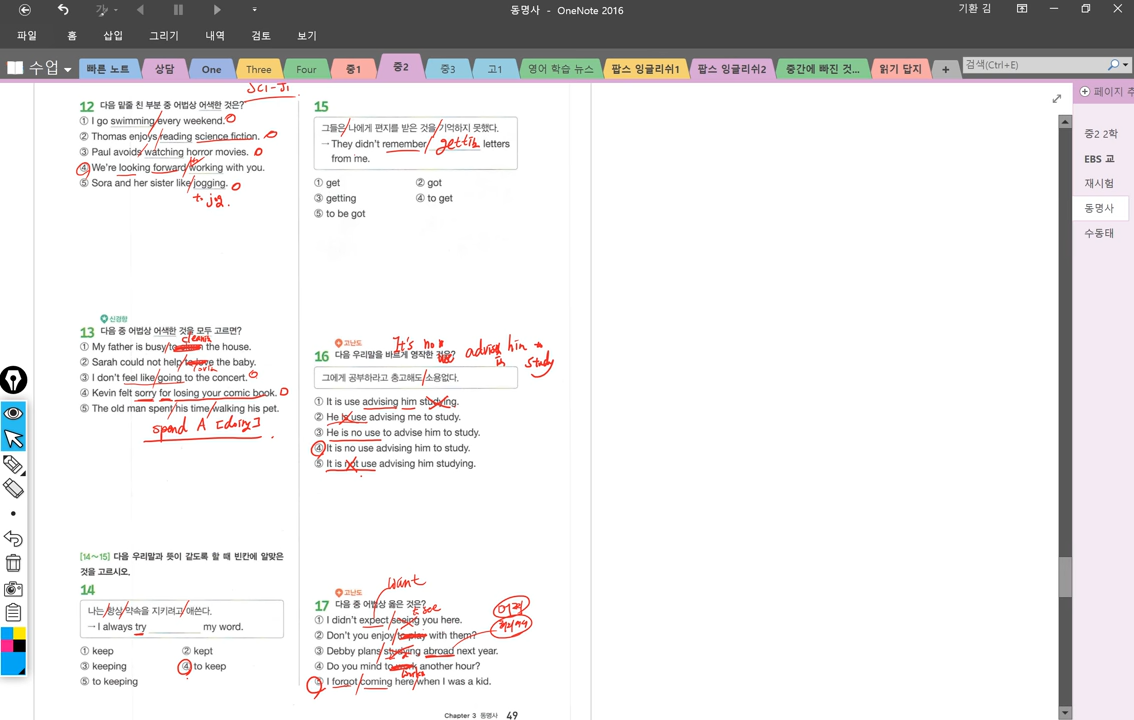 동명사 - OneNote 2016
기환 김
파일 홈 삽입 그리기 내역 검토 보기
수업 빠른 노트 상담 One Three Four 중1 중2 중3 고1 영어 학습 뉴스 팝스 잉글리쉬1 팝스 잉글리쉬2 중간에 빠진 것... 읽기 답지 +
검색(Ctrl+E)
페이지 추
중2 2학
EBS 교
재시험
동명사
수동태
12 다음 밑줄 친 부분 중 어법상 어색한 것은?
① I go swimming every weekend.
② Thomas enjoys reading science fiction.
③ Paul avoids watching horror movies.
④ We're looking forward working with you.
⑤ Sora and her sister like jogging.
신경향
13 다음 중 어법상 어색한 것을 모두 고르면?
① My father is busy to the house.
② Sarah could not help the baby.
③ I don't feel like going to the concert.
④ Kevin felt sorry for losing your comic book.
⑤ The old man spent his time walking his pet.
spend A
[14~15] 다음 우리말과 뜻이 같도록 할 때 빈칸에 알맞은
것을 고르시오.
14
나는 항상 약속을 지키려고 애쓴다.
→ I always try ________ my word.
① keep ② kept
③ keeping ④ to keep
⑤ to keeping
15
그들은 나에게 편지를 받은 것을 기억하지 못했다.
→ They didn't remember letters
from me.
① get ② got
③ getting ④ to get
⑤ to be got
고난도
It's no use advising him to study
16 다음 우리말을 바르게 영작한 것은?
그에게 공부하라고 충고해도 소용없다.
① It is use advising him studying.
② He is use advising me to study.
③ He is no use to advise him to study.
④ It is no use advising him to study.
⑤ It is not use advising him studying.
want
고난도
17 다음 중 어법상 옳은 것은?
① I didn't expect seeing you here.
② Don't you enjoy to play with them?
③ Debby plans studying abroad next year.
④ Do you mind to work another hour?
⑤ I forgot coming here when I was a kid.
Chapter 3 동명사 49